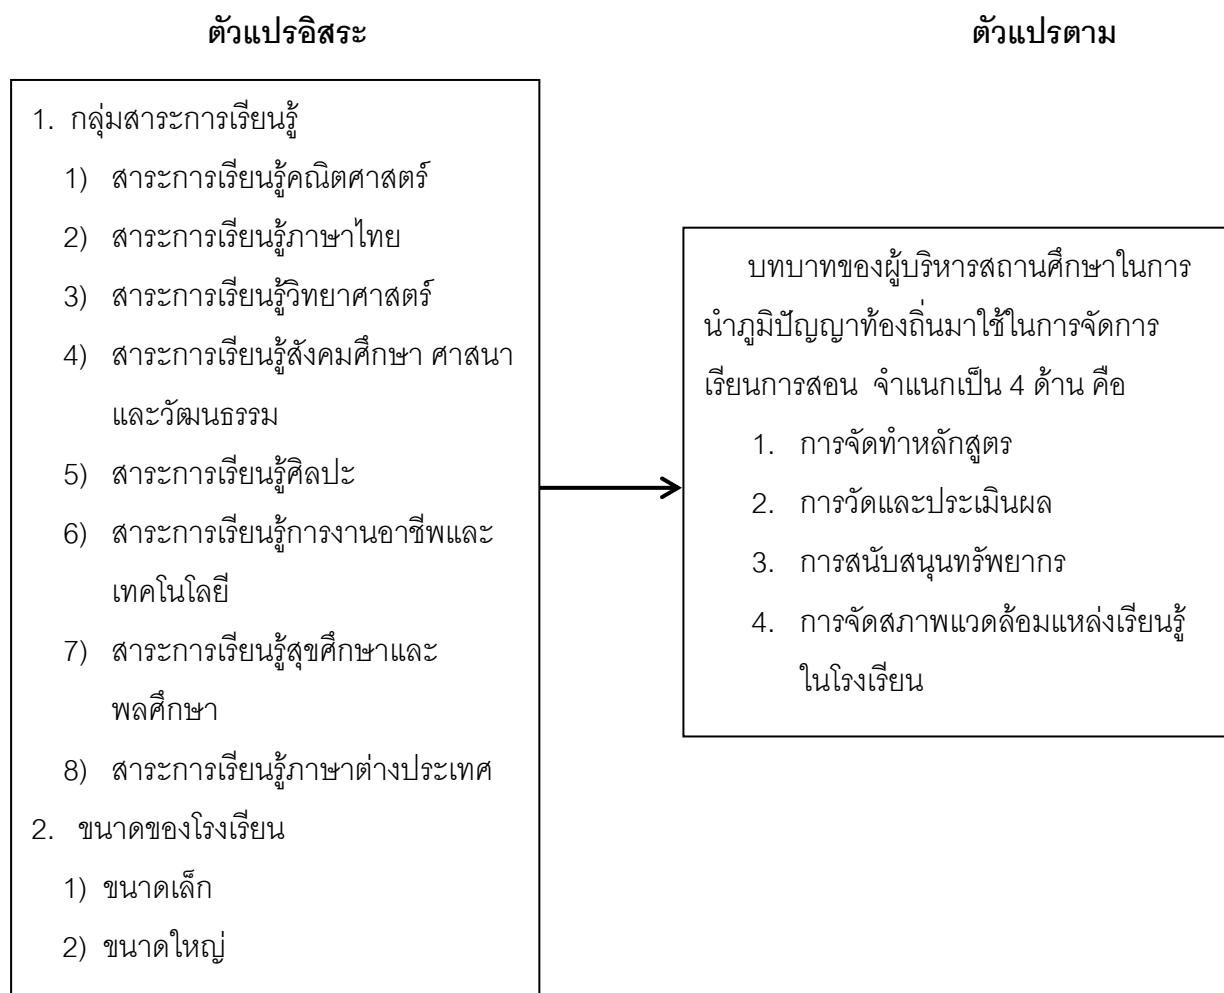 ตัวแปรอิสระ
ตัวแปรตาม
1. กลุ่มสาระการเรียนรู้
1) สาระการเรียนรู้คณิตศาสตร์
2) สาระการเรียนรู้ภาษาไทย
3) สาระการเรียนรู้วิทยาศาสตร์
4) สาระการเรียนรู้สังคมศึกษา ศาสนา
และวัฒนธรรม
5) สาระการเรียนรู้ศิลปะ
6) สาระการเรียนรู้การงานอาชีพและ
เทคโนโลยี
7) สาระการเรียนรู้สุขศึกษาและ
พลศึกษา
8) สาระการเรียนรู้ภาษาต่างประเทศ
2. ขนาดของโรงเรียน
1) ขนาดเล็ก
2) ขนาดใหญ่
บทบาทของผู้บริหารสถานศึกษาในการ
นำภูมิปัญญาท้องถิ่นมาใช้ในการจัดการ
เรียนการสอน จำแนกเป็น 4 ด้าน คือ
1. การจัดทำหลักสูตร
2. การวัดและประเมินผล
3. การสนับสนุนทรัพยากร
4. การจัดสภาพแวดล้อมแหล่งเรียนรู้
ในโรงเรียน